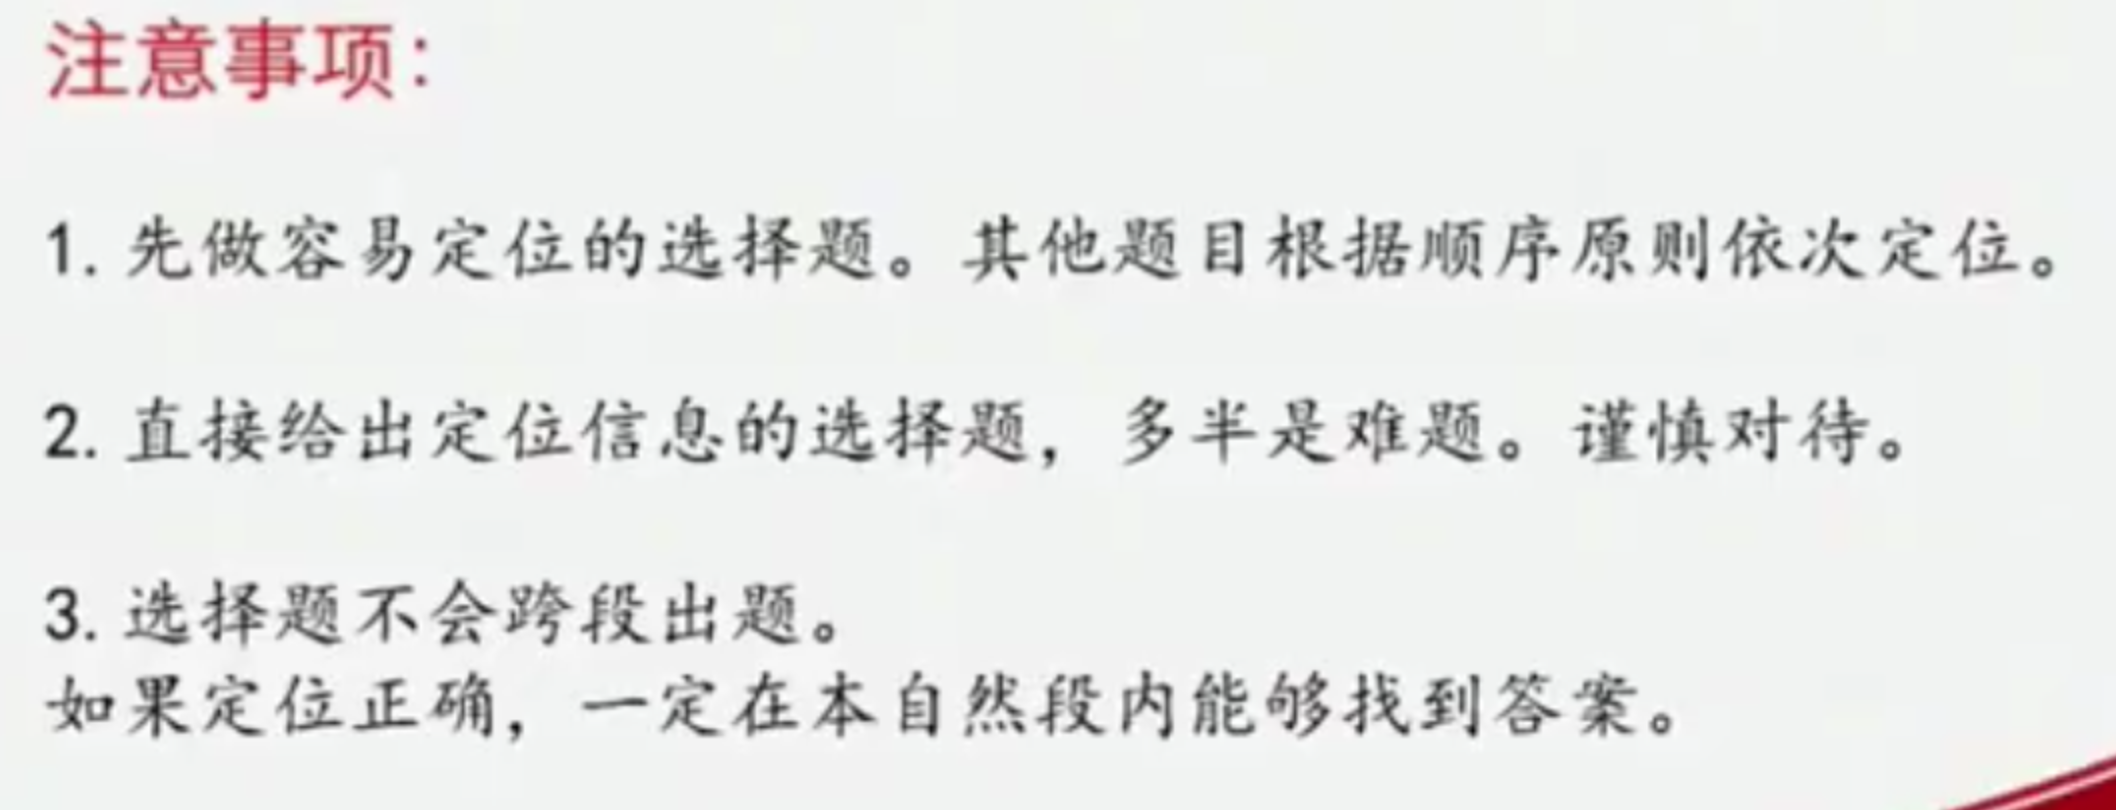 注意事项：
1. 先做容易定位的选择题。其他题目根据顺序原则依次定位。
2. 直接给出定位信息的选择题，多半是难题。谨慎对待。
3. 选择题不会跨段出题。
如果定位正确，一定在本自然段内能够找到答案。